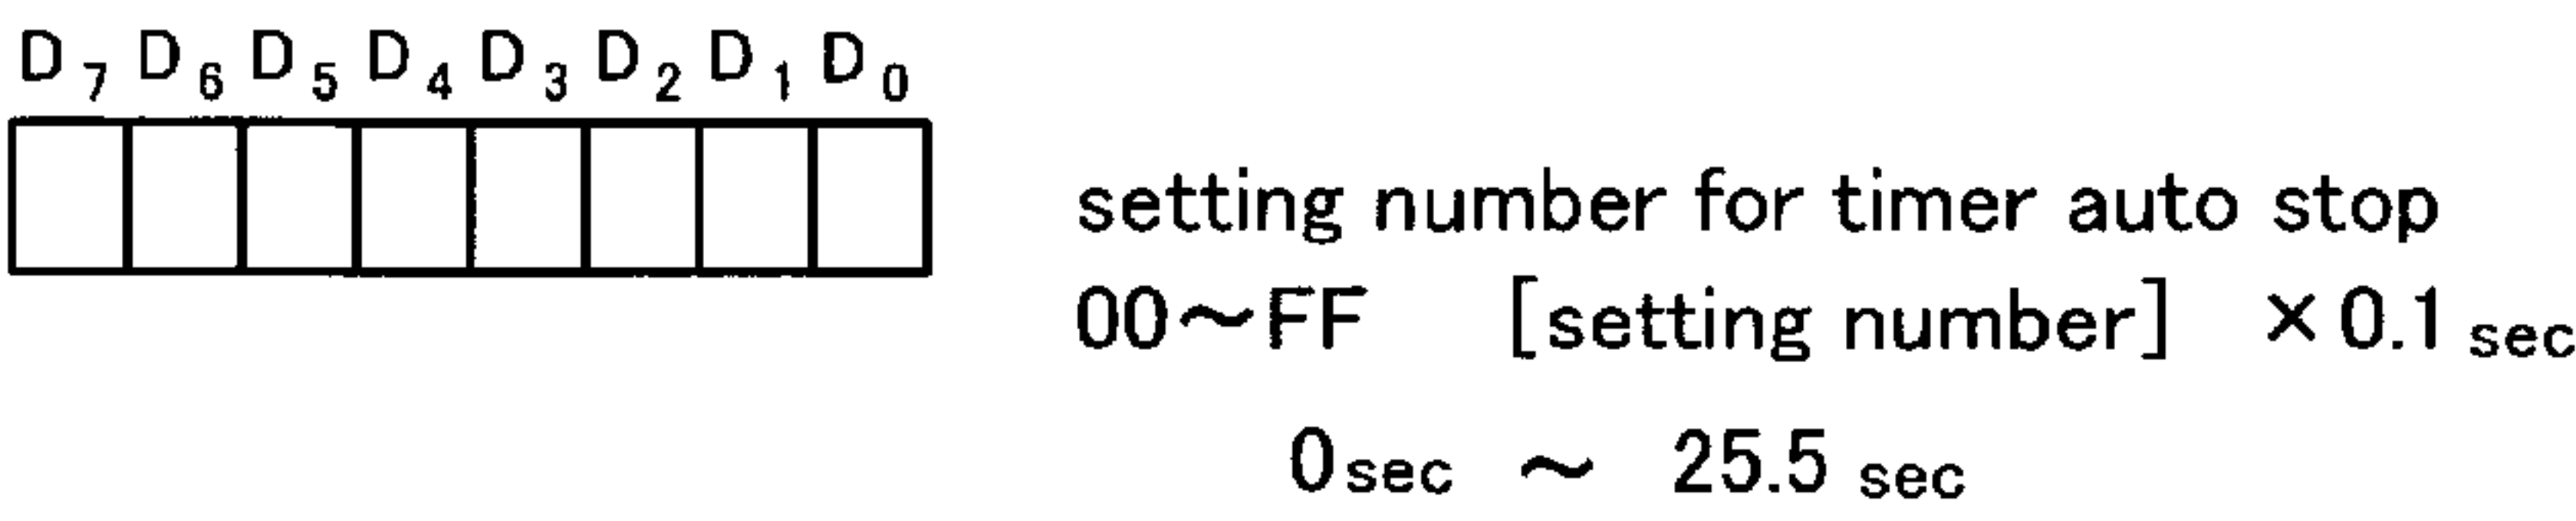 D7 D6 D5 D4 D3 D2 D1 D0
setting number for timer auto stop
00～FF [setting number] ×0.1 sec
0sec ～ 25.5 sec